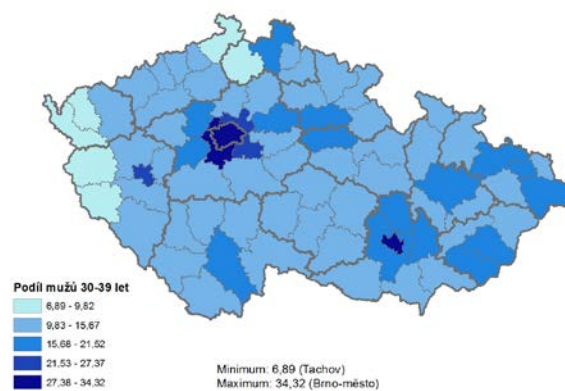 Podíl mužů 30-39 let
6,89 - 9,82
9,83 - 15,67
15,68 - 21,52
21,53 - 27,37
27,38 - 34,32
Minimum: 6,89 (Tachov)
Maximum: 34,32 (Brno-město)